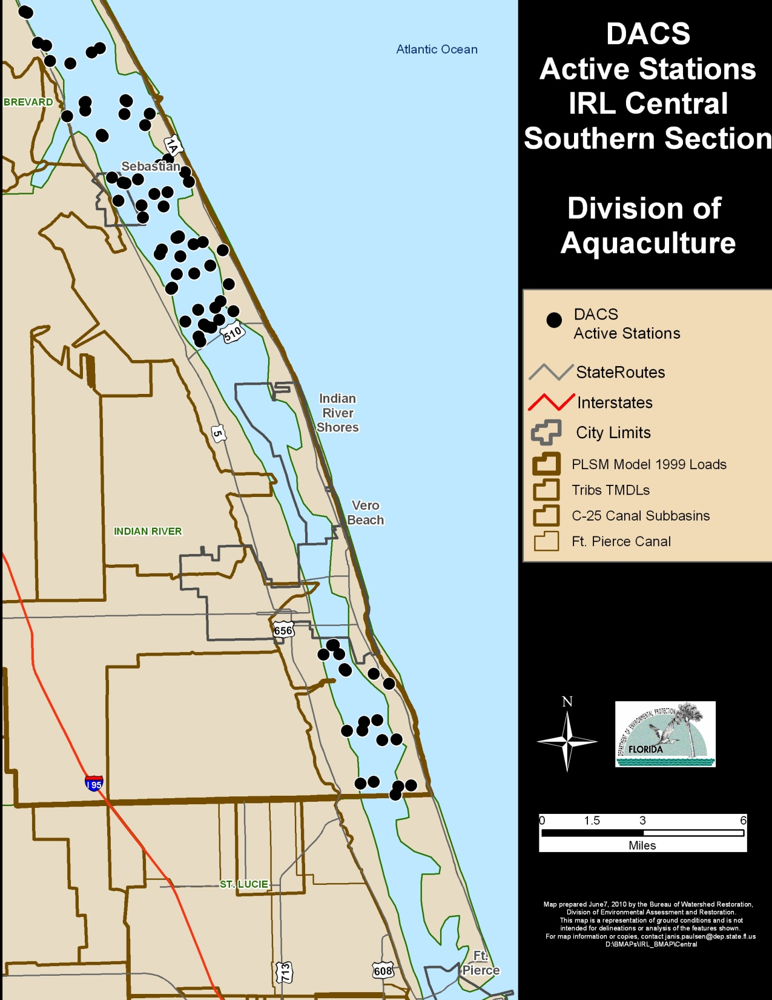 DACS
Active Stations
IRL Central
Southern Section
Division of
Aquaculture
DACS
Active Stations
StateRoutes
Interstates
City Limits
PLSM Model 1999 Loads
Tribs TMDLs
C-25 Canal Subbasins
Ft. Pierce Canal
N
DEPARTMENT OF ENVIRONMENTAL PROTECTION
FLORIDA
0 1.5 3 6
Miles
Map prepared June7, 2010 by the Bureau of Watershed Restoration,
Division of Environmental Assessment and Restoration.
This map is a representation of ground conditions and is not
intended for delineations or analysis of the features shown.
For map information or copies, contact janis.paulsen@dep.state.fl.us
D:\BMAPs\IRL_BMAP\Central
Atlantic Ocean
BREVARD
1A
Sebastian
510
Indian
River
Shores
5
Vero
Beach
INDIAN RIVER
656
I 95
ST. LUCIE
713
608
Ft.
Pierce